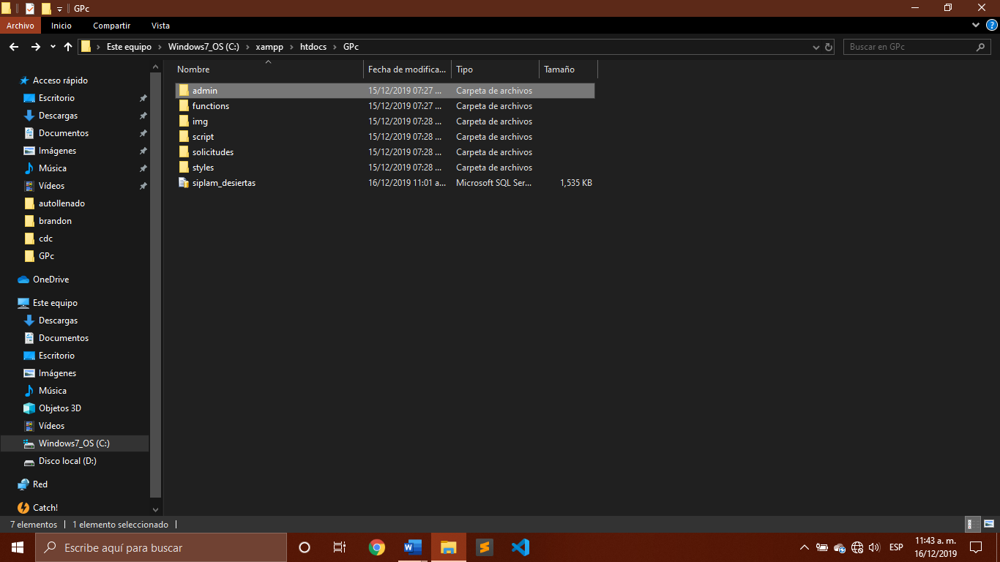 GPc
Archivo Inicio Compartir Vista
Este equipo Windows7_OS (C:) xampp htdocs GPc
Buscar en GPc
Acceso rápido
Escritorio
Descargas
Documentos
Imágenes
Música
Vídeos
autollenado
brandon
cdc
GPc
OneDrive
Este equipo
Descargas
Documentos
Escritorio
Imágenes
Música
Objetos 3D
Vídeos
Windows7_OS (C:)
Disco local (D:)
Red
Catch!
Nombre Fecha de modifica... Tipo Tamaño
admin 15/12/2019 07:27 ... Carpeta de archivos
functions 15/12/2019 07:27 ... Carpeta de archivos
img 15/12/2019 07:28 ... Carpeta de archivos
script 15/12/2019 07:28 ... Carpeta de archivos
solicitudes 15/12/2019 07:28 ... Carpeta de archivos
styles 15/12/2019 07:28 ... Carpeta de archivos
siplam_desiertas 16/12/2019 11:01 a... Microsoft SQL Ser... 1,535 KB
7 elementos 1 elemento seleccionado
Escribe aquí para buscar
ESP
11:43 a. m.
16/12/2019